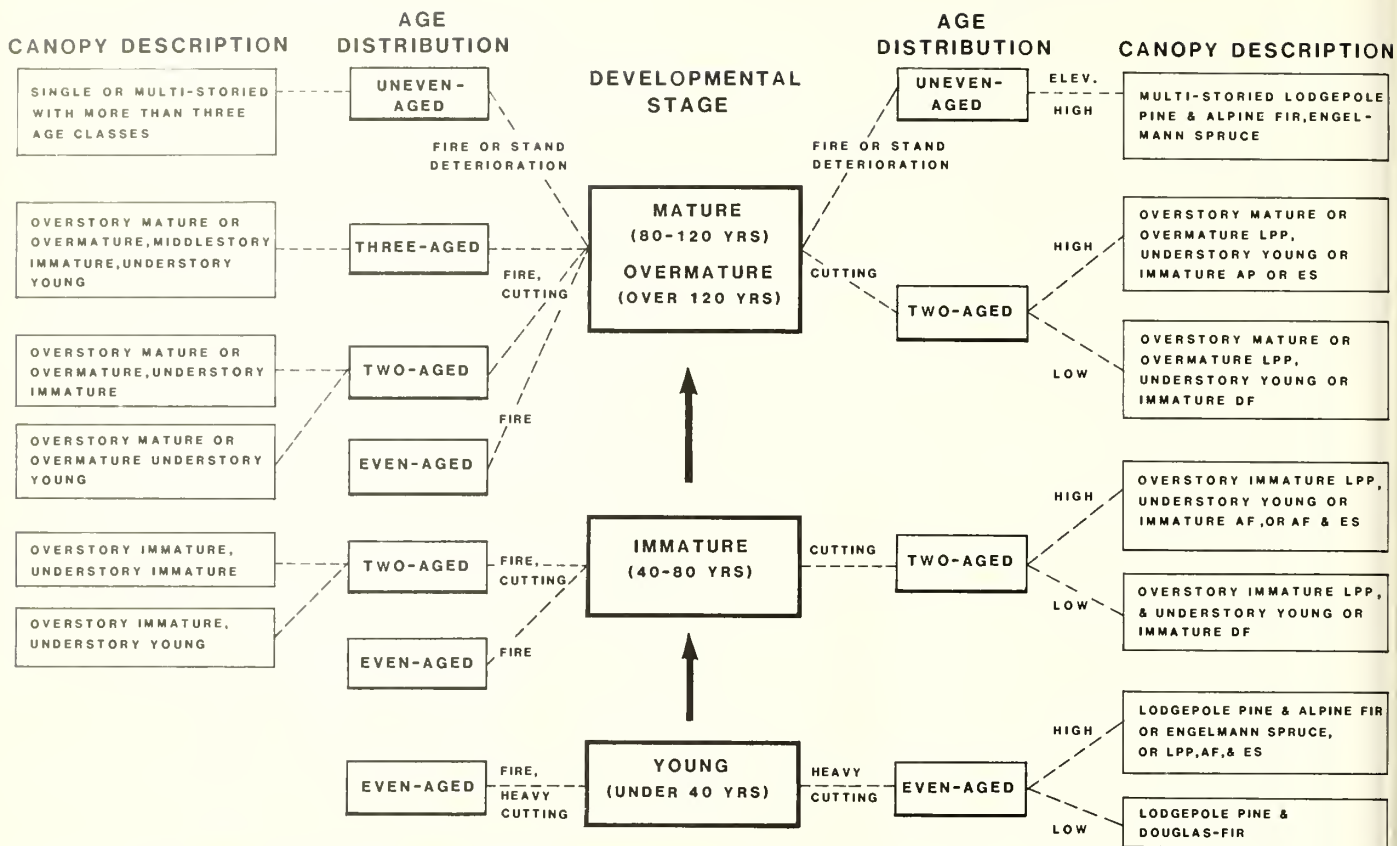 CANOPY DESCRIPTION
AGE
DISTRIBUTION
DEVELOPMENTAL
STAGE
AGE
DISTRIBUTION
CANOPY DESCRIPTION
SINGLE OR MULTI-STORIED
WITH MORE THAN THREE
AGE CLASSES
UNEVEN-
AGED
FIRE OR STAND
DETERIORATION
OVERSTORY MATURE OR
OVERMATURE, MIDDLESTORY
IMMATURE, UNDERSTORY
YOUNG
THREE-AGED
FIRE,
CUTTING
OVERSTORY MATURE OR
OVERMATURE, UNDERSTORY
IMMATURE
TWO-AGED
OVERSTORY MATURE OR
OVERMATURE UNDERSTORY
YOUNG
EVEN-AGED
FIRE
MATURE
(80-120 YRS)
OVERMATURE
(OVER 120 YRS)
FIRE OR STAND
DETERIORATION
UNEVEN-
AGED
ELEV.
HIGH
MULTI-STORIED LODGEPOLE
PINE & ALPINE FIR, ENGEL-
MANN SPRUCE
CUTTING
TWO-AGED
HIGH
OVERSTORY MATURE OR
OVERMATURE LPP,
UNDERSTORY YOUNG OR
IMMATURE AP OR ES
LOW
OVERSTORY MATURE OR
OVERMATURE LPP,
UNDERSTORY YOUNG OR
IMMATURE DF
OVERSTORY IMMATURE,
UNDERSTORY IMMATURE
TWO-AGED
FIRE,
CUTTING
OVERSTORY IMMATURE,
UNDERSTORY YOUNG
EVEN-AGED
FIRE
IMMATURE
(40-80 YRS)
CUTTING
TWO-AGED
HIGH
OVERSTORY IMMATURE LPP,
UNDERSTORY YOUNG OR
IMMATURE AF, OR AF & ES
LOW
OVERSTORY IMMATURE LPP,
& UNDERSTORY YOUNG OR
IMMATURE DF
EVEN-AGED
FIRE,
HEAVY
CUTTING
YOUNG
(UNDER 40 YRS)
HEAVY
CUTTING
EVEN-AGED
HIGH
LODGEPOLE PINE & ALPINE FIR
OR ENGELMANN SPRUCE,
OR LPP, AF, & ES
LOW
LODGEPOLE PINE &
DOUGLAS-FIR